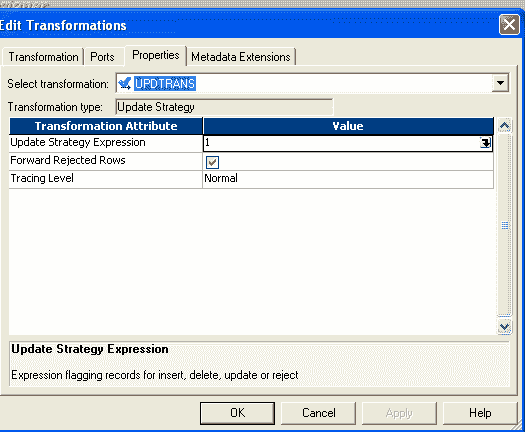 Edit Transformations
Transformation Ports Properties Metadata Extensions
Select transformation: UPDTRANS
Transformation type: Update Strategy
Transformation Attribute Value
Update Strategy Expression 1
Forward Rejected Rows
Tracing Level Normal
Update Strategy Expression
Expression flagging records for insert, delete, update or reject
OK Cancel Apply Help